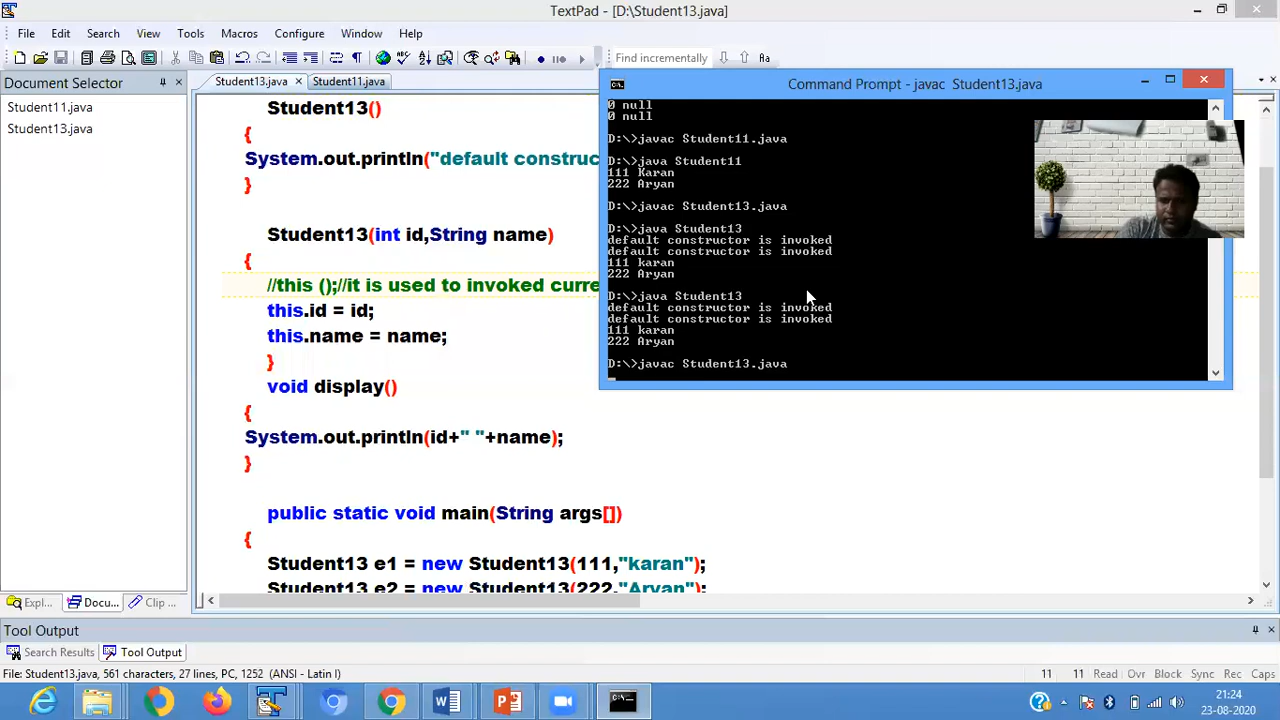 TextPad - [D:\Student13.java]
File Edit Search View Tools Macros Configure Window Help
Find incrementally
Document Selector
Student11.java
Student13.java
Student13.java Student11.java
Student13()
{
System.out.println("default construc
}
Student13(int id,String name)
{
//this ();//it is used to invoked curre
this.id = id;
this.name = name;
}
void display()
{
System.out.println(id+" "+name);
}
public static void main(String args[])
{
Student13 e1 = new Student13(111,"karan");
Student13 e2 = new Student13(222,"Aryan");
Command Prompt - javac Student13.java
0 null
0 null
D:\>javac Student11.java
D:\>java Student11
111 Karan
222 Aryan
D:\>javac Student13.java
D:\>java Student13
default constructor is invoked
default constructor is invoked
111 karan
222 Aryan
D:\>java Student13
default constructor is invoked
default constructor is invoked
111 karan
222 Aryan
D:\>javac Student13.java
Expl... Docu... Clip ...
Tool Output
Search Results Tool Output
File: Student13.java, 561 characters, 27 lines, PC, 1252 (ANSI - Latin I)
11 11 Read Ovr Block Sync Rec Caps
21:24
23-08-2020